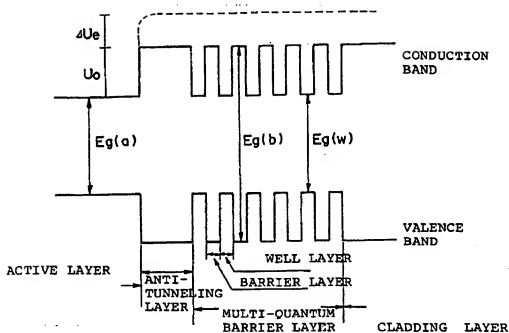 ΔUe
Uo
CONDUCTION
BAND
Eg(a)
Eg(b)
Eg(w)
VALENCE
BAND
WELL LAYER
ACTIVE LAYER
BARRIER LAYER
ANTI-
TUNNELING
LAYER
MULTI-QUANTUM
BARRIER LAYER
CLADDING LAYER